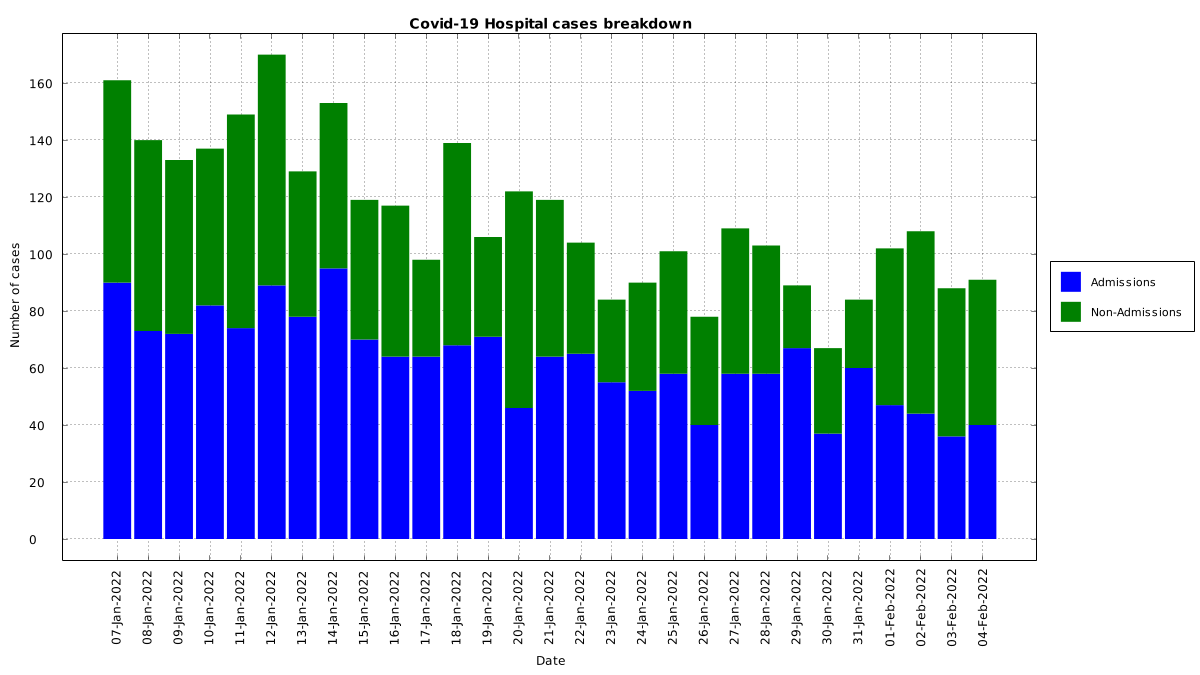 Covid-19 Hospital cases breakdown
160
140
120
100
80
60
40
20
0
Number of cases
07-Jan-2022
08-Jan-2022
09-Jan-2022
10-Jan-2022
11-Jan-2022
12-Jan-2022
13-Jan-2022
14-Jan-2022
15-Jan-2022
16-Jan-2022
17-Jan-2022
18-Jan-2022
19-Jan-2022
20-Jan-2022
21-Jan-2022
22-Jan-2022
23-Jan-2022
24-Jan-2022
25-Jan-2022
26-Jan-2022
27-Jan-2022
28-Jan-2022
29-Jan-2022
30-Jan-2022
31-Jan-2022
01-Feb-2022
02-Feb-2022
03-Feb-2022
04-Feb-2022
Date
Admissions
Non-Admissions